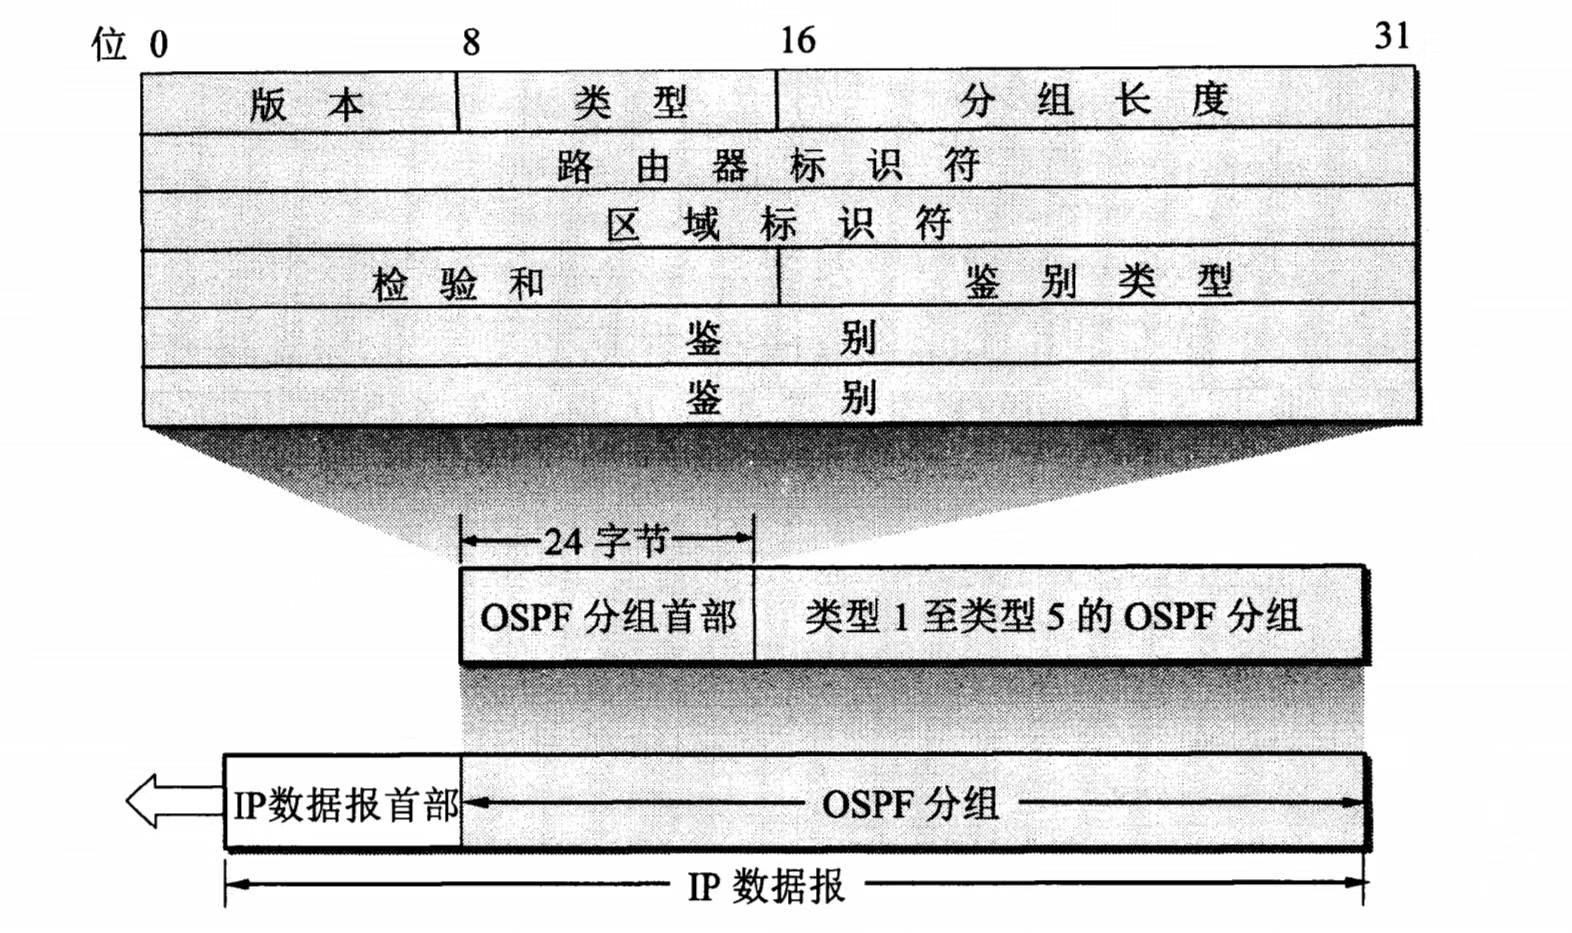 位 0 8 16 31
版本 类型 分组长度
路由器标识符
区域标识符
检验和 鉴别类型
鉴别
鉴别
24 字节
OSPF 分组首部 类型 1 至类型 5 的 OSPF 分组
IP数据报首部 OSPF 分组
IP 数据报